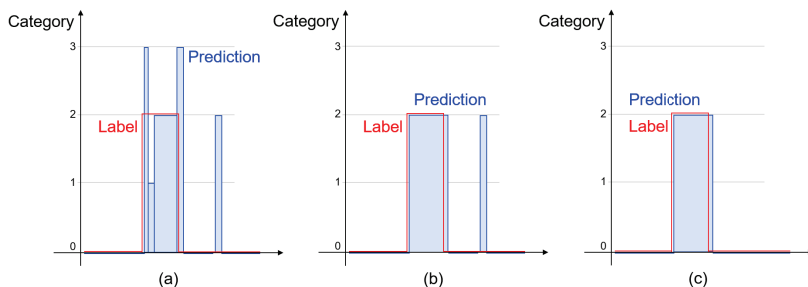 Category
3
Prediction
2
Label
1
0
(a)
Category
3
Prediction
2
Label
1
0
(b)
Category
3
Prediction
2
Label
1
0
(c)